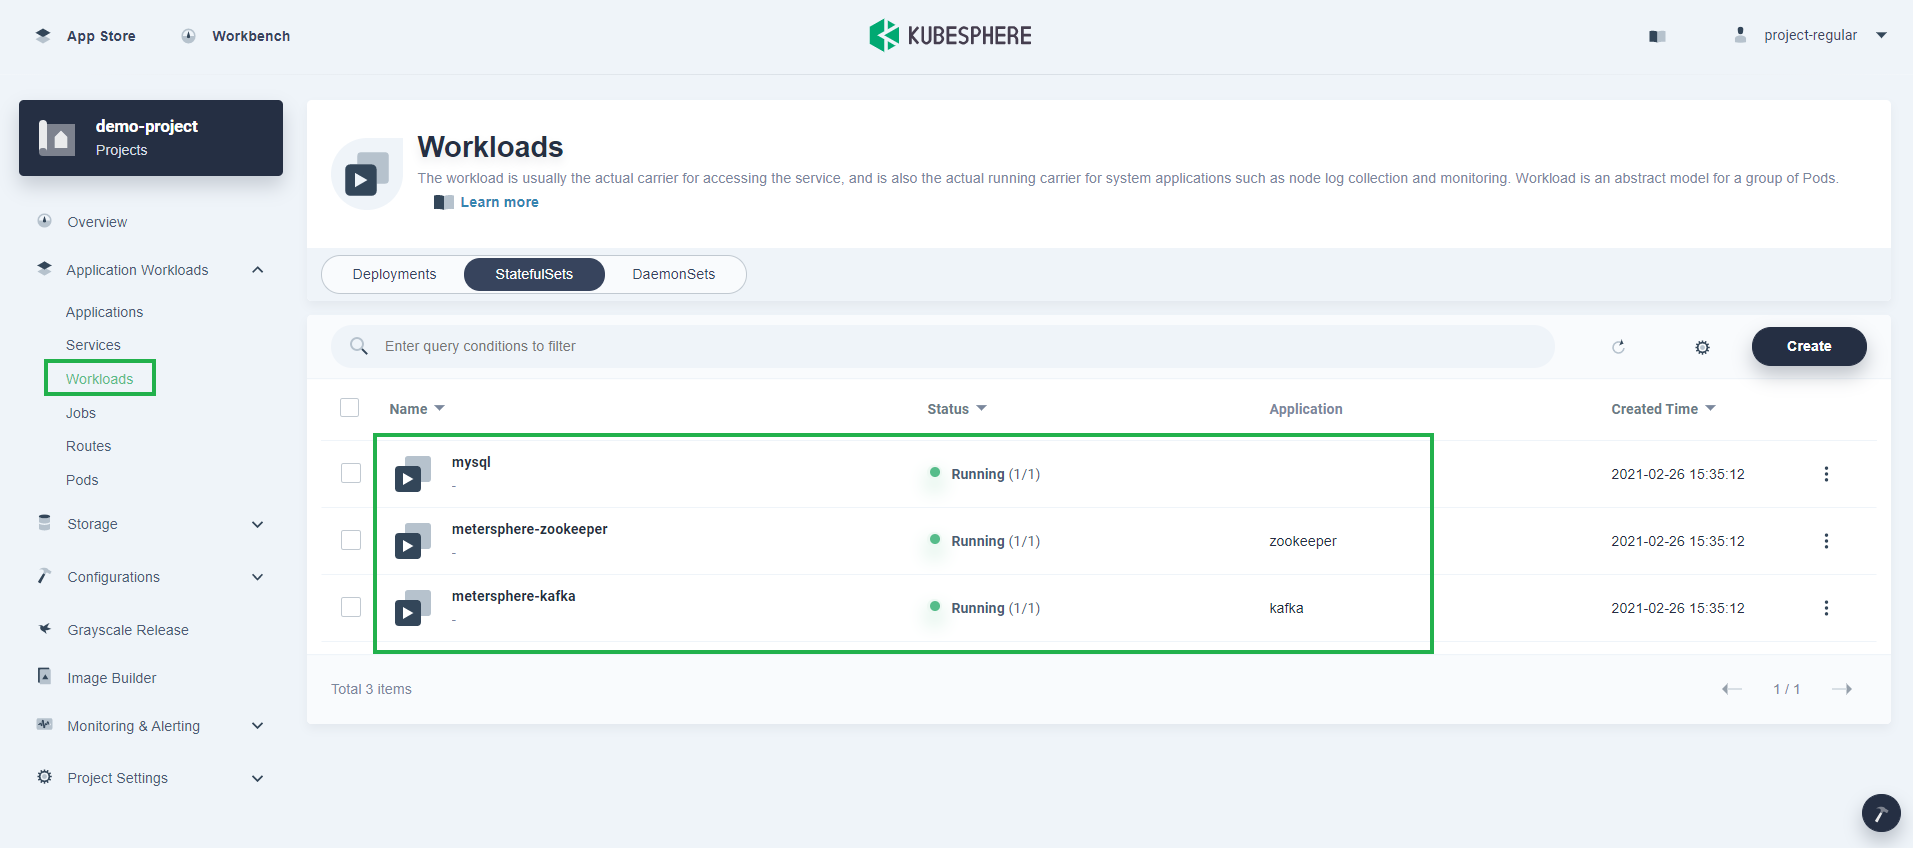 App Store
Workbench
KUBESPHERE
project-regular
demo-project
Projects
Overview
Application Workloads
Applications
Services
Workloads
Jobs
Routes
Pods
Storage
Configurations
Grayscale Release
Image Builder
Monitoring & Alerting
Project Settings
Workloads
The workload is usually the actual carrier for accessing the service, and is also the actual running carrier for system applications such as node log collection and monitoring. Workload is an abstract model for a group of Pods.
Learn more
Deployments StatefulSets DaemonSets
Enter query conditions to filter
Create
Name Status Application Created Time
mysql
-
Running (1/1) 2021-02-26 15:35:12
metersphere-zookeeper
-
Running (1/1) zookeeper 2021-02-26 15:35:12
metersphere-kafka
-
Running (1/1) kafka 2021-02-26 15:35:12
Total 3 items
1 / 1